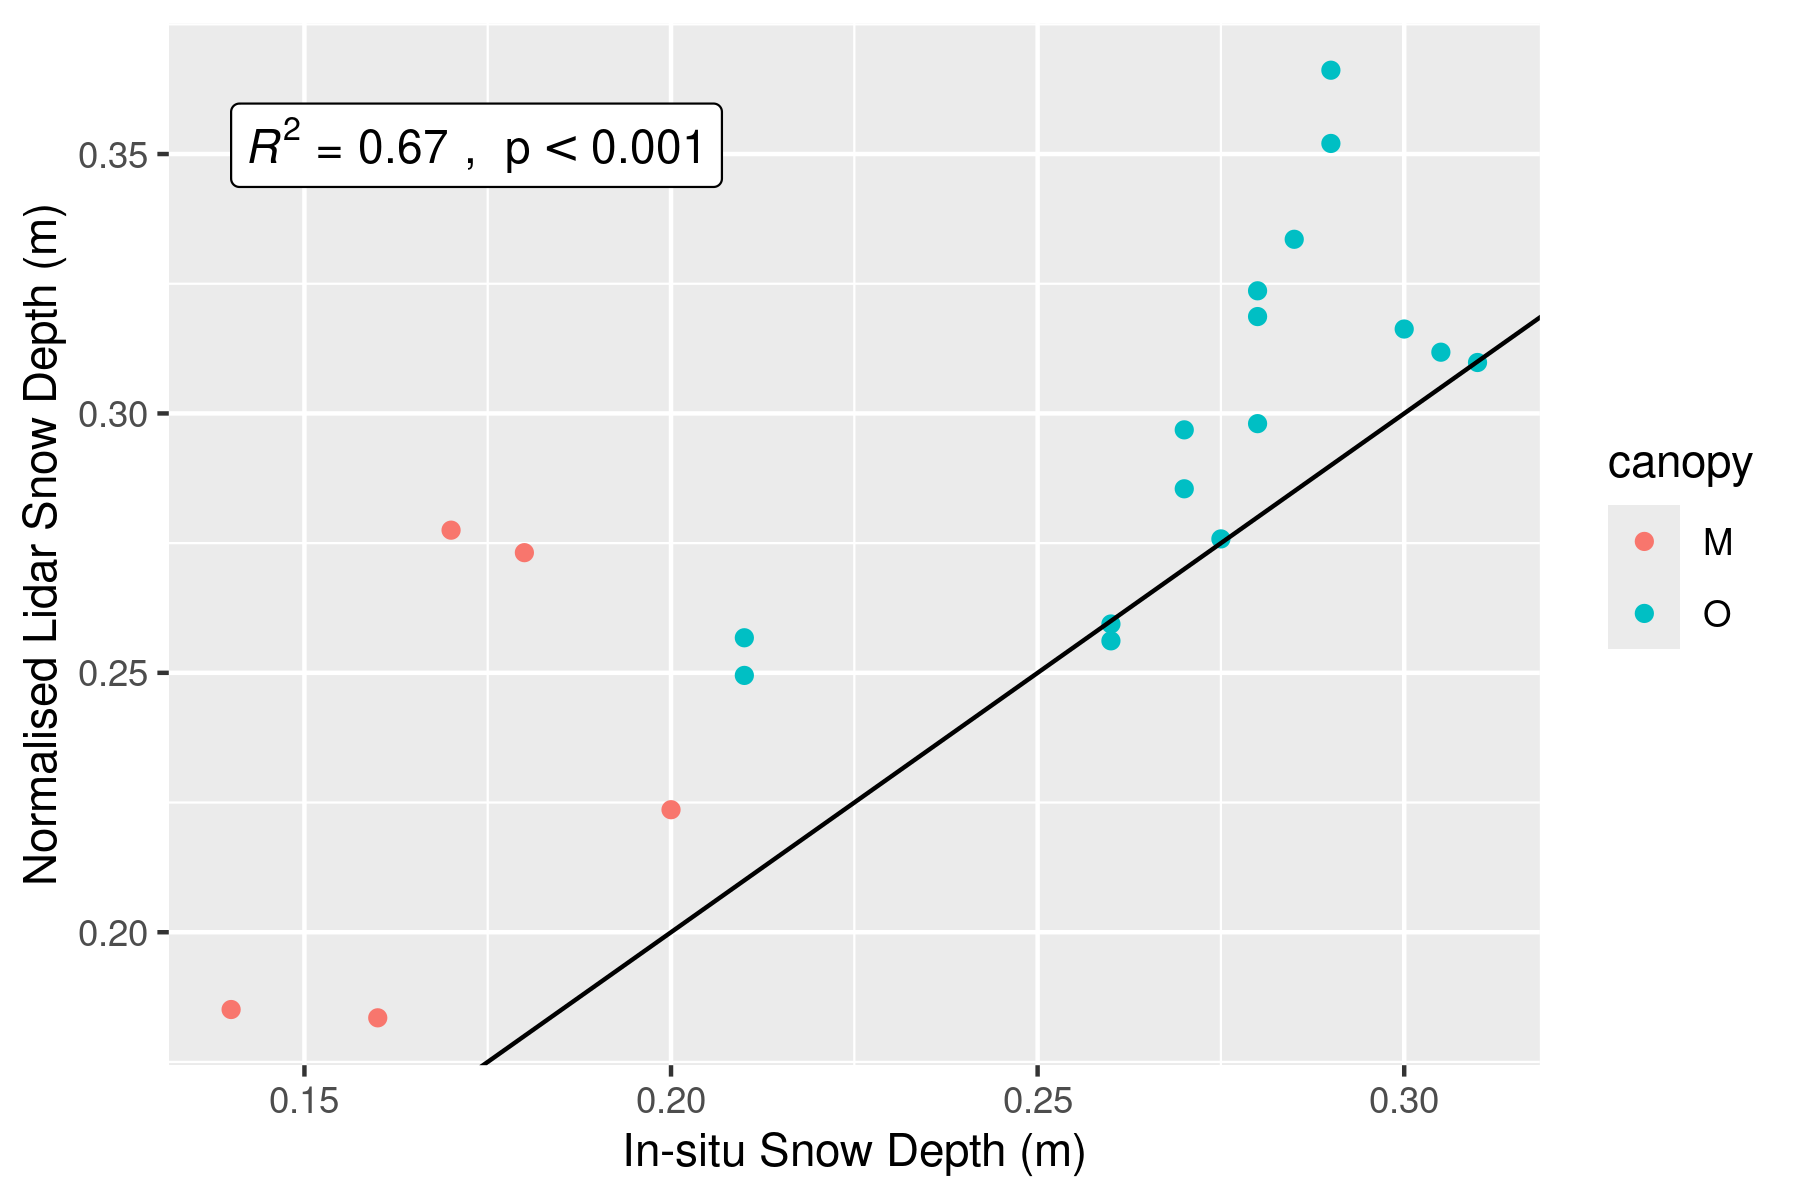 R² = 0.67 , p < 0.001
Normalised Lidar Snow Depth (m)
0.35
0.30
0.25
0.20
0.15 0.20 0.25 0.30
In-situ Snow Depth (m)
canopy
M
O